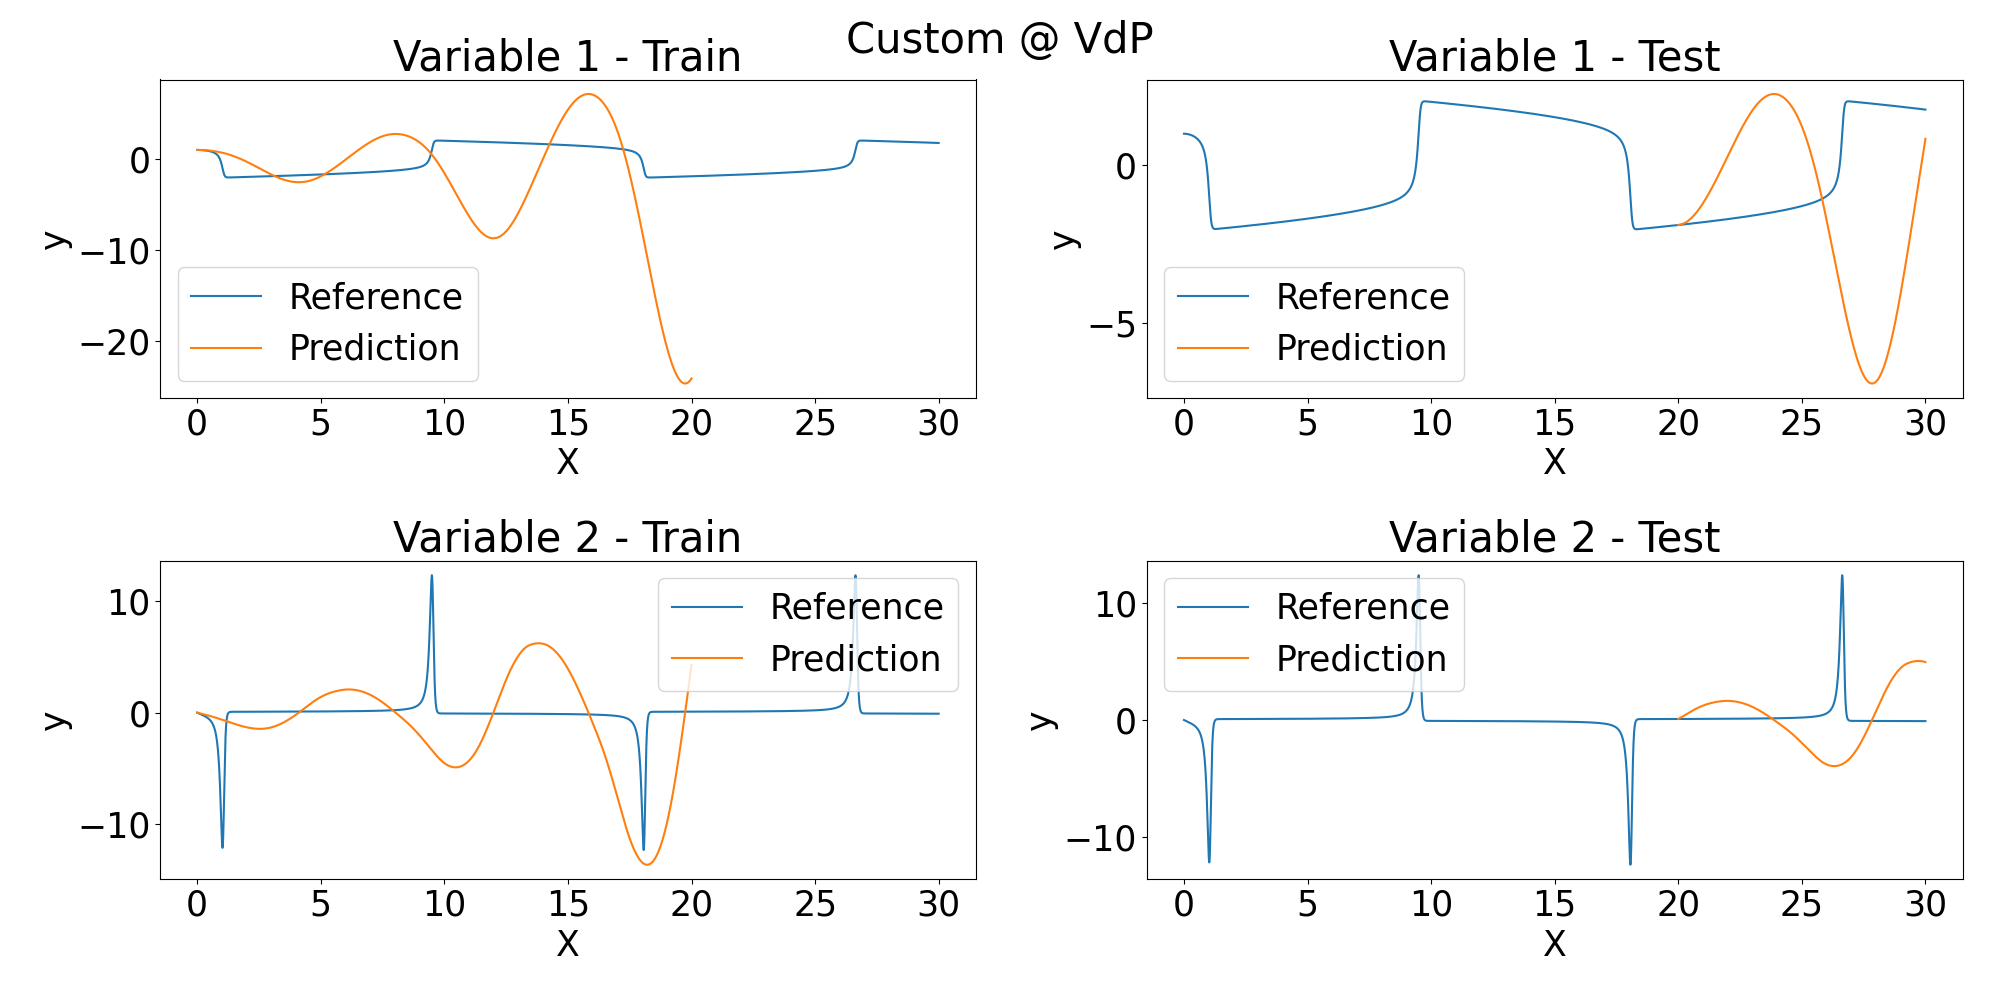 Custom @ VdP
Variable 1 - Train
0
−10
−20
y
Reference
Prediction
0 5 10 15 20 25 30
X
Variable 1 - Test
0
−5
y
Reference
Prediction
0 5 10 15 20 25 30
X
Variable 2 - Train
10
0
−10
y
Reference
Prediction
0 5 10 15 20 25 30
X
Variable 2 - Test
10
0
−10
y
Reference
Prediction
0 5 10 15 20 25 30
X